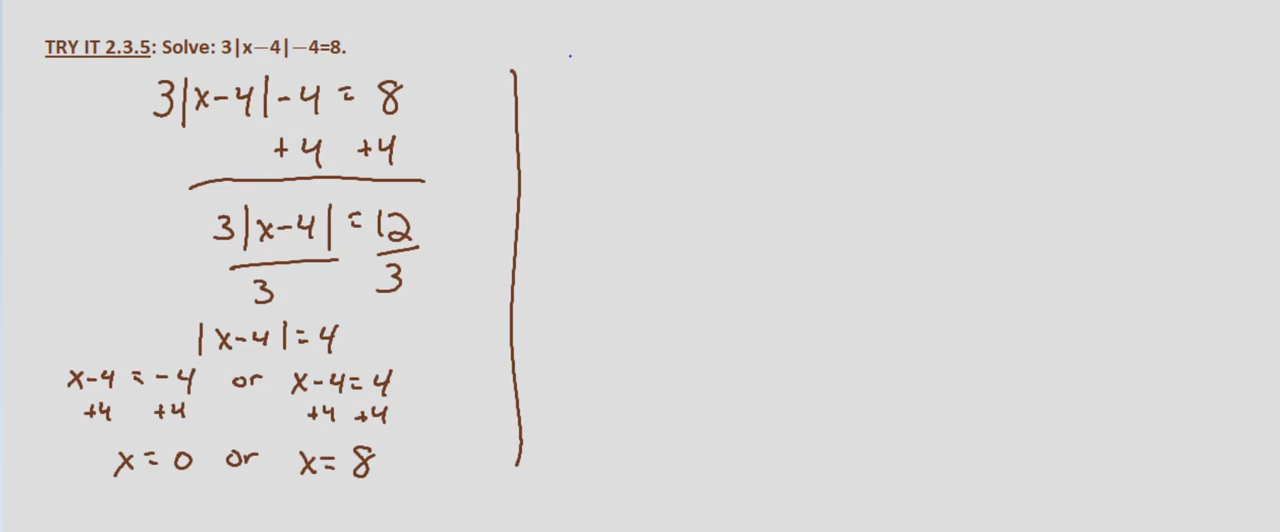 TRY IT 2.3.5: Solve: 3|x−4|−4=8.
3|x-4|-4 = 8
+4 +4
3|x-4| = 12
3 3
|x-4| = 4
x-4 = -4 or x-4 = 4
+4 +4 +4 +4
x = 0 or x = 8